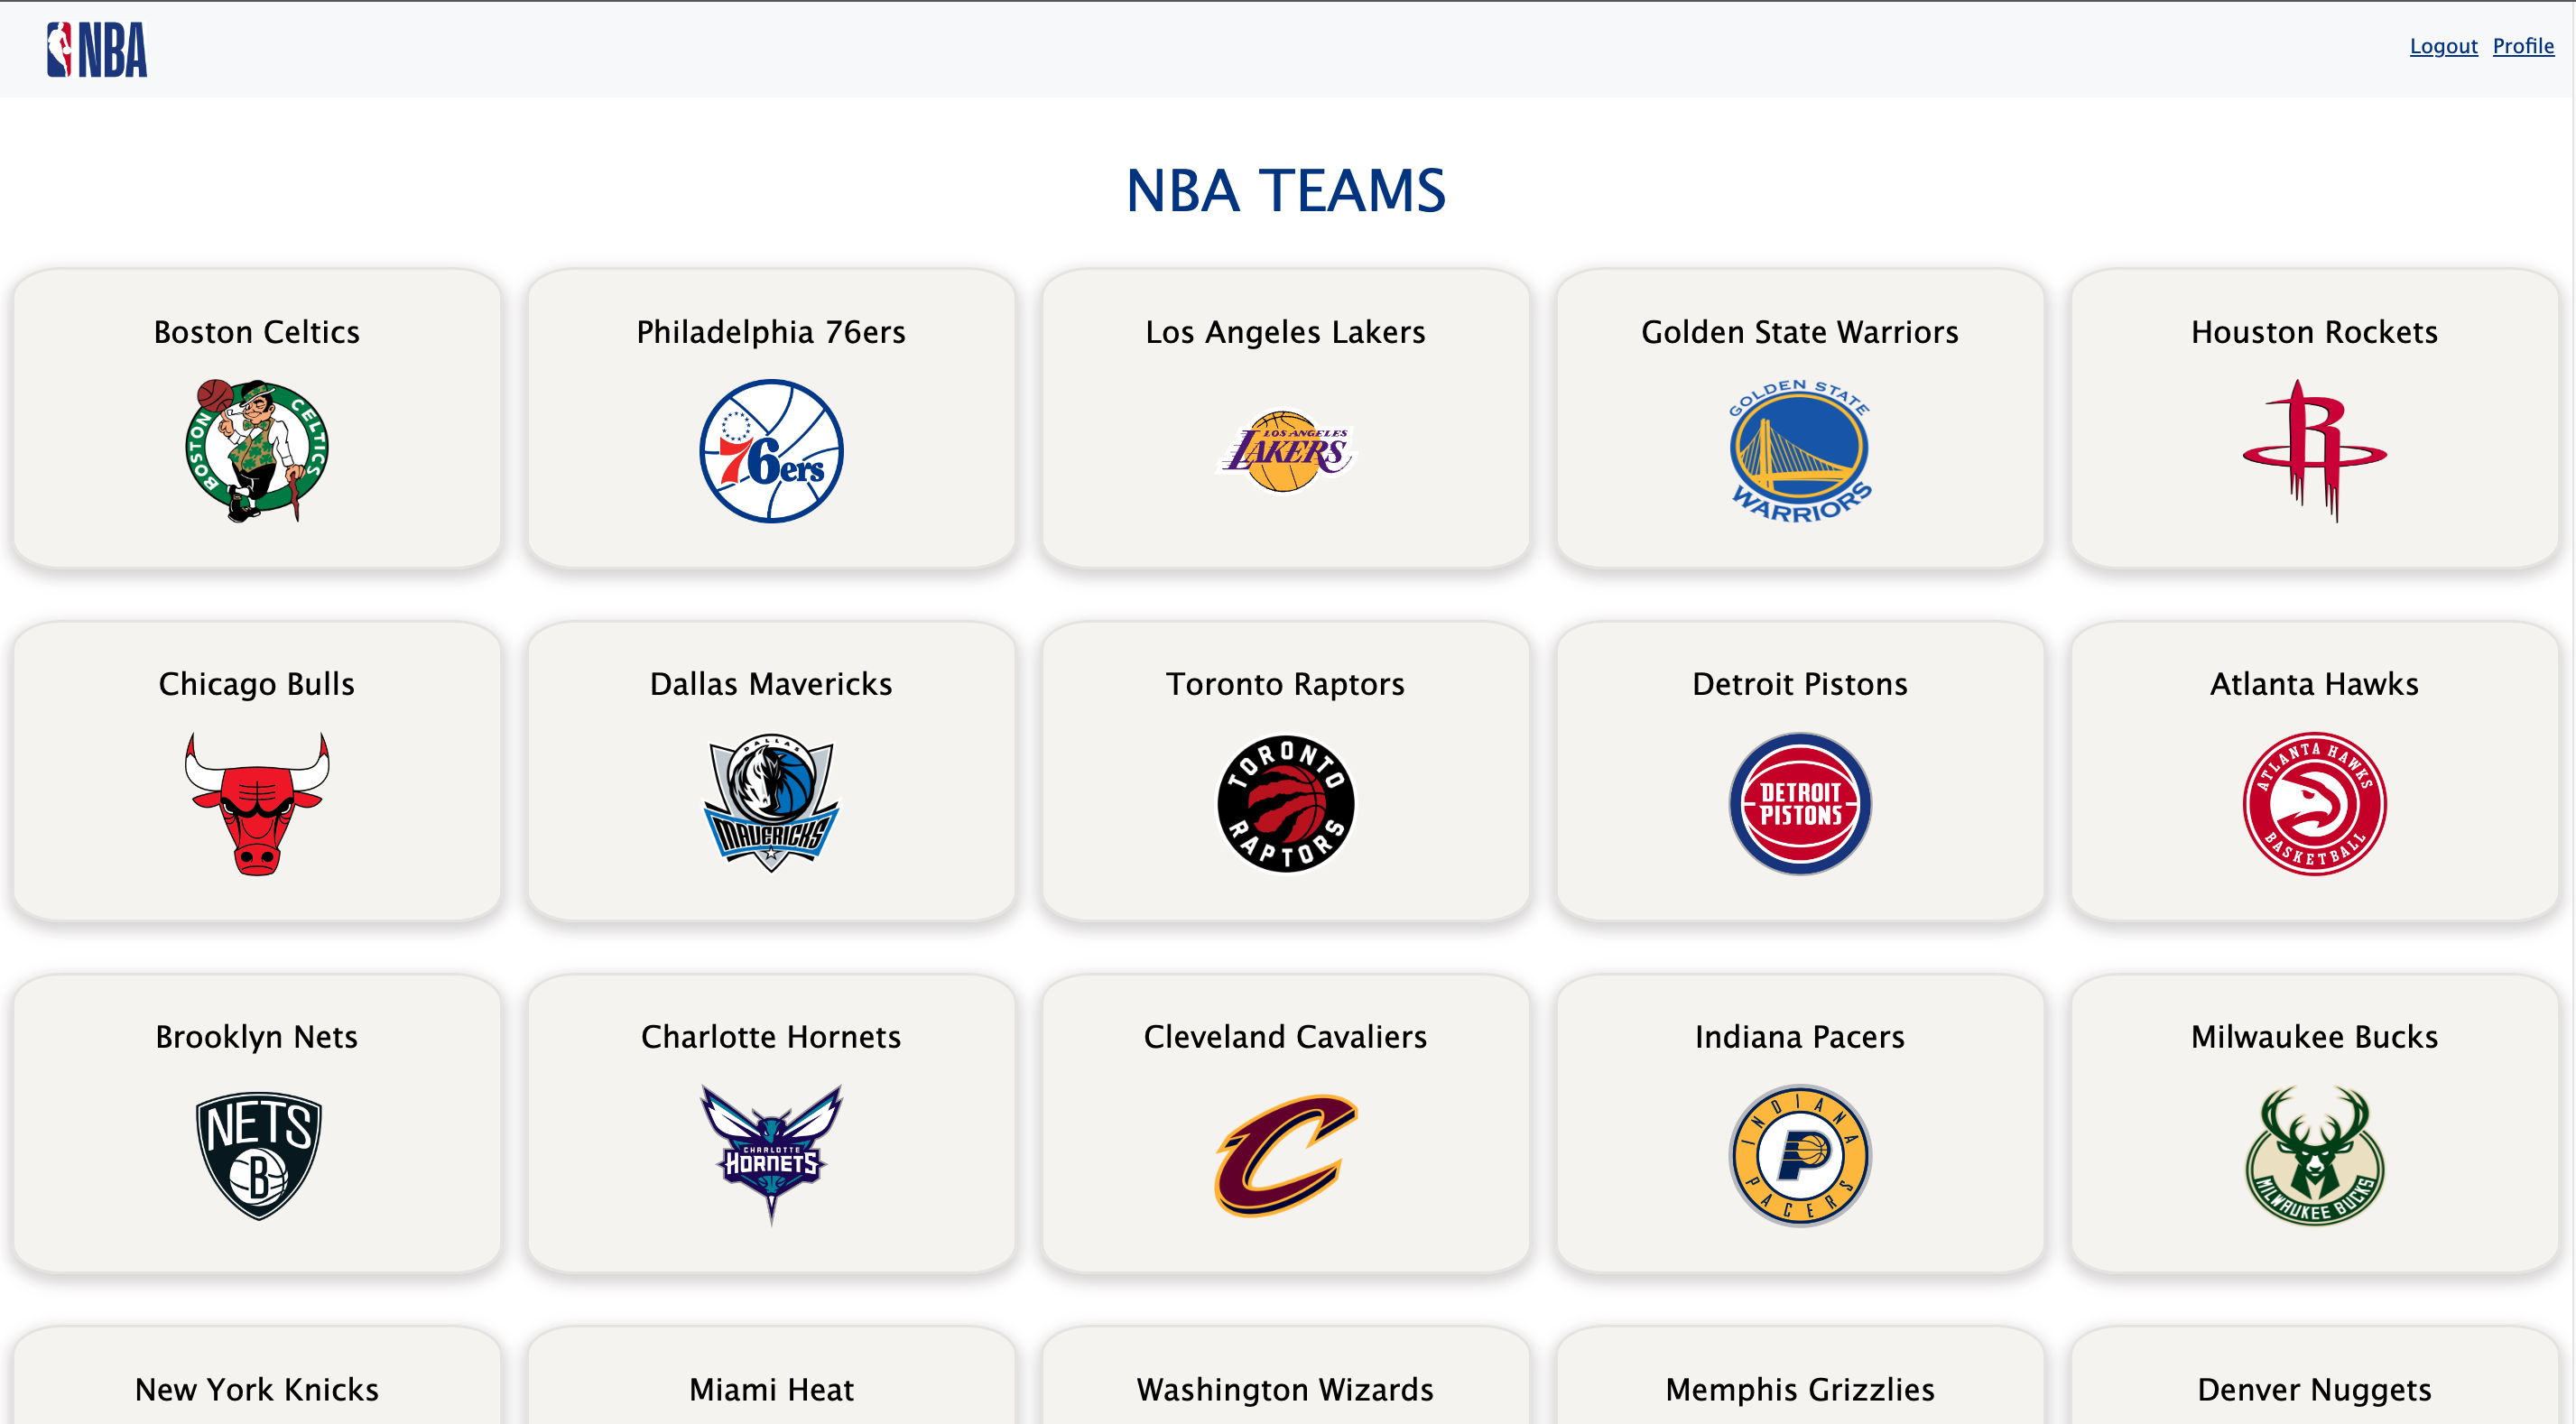 NBA
Logout Profile
NBA TEAMS
Boston Celtics Philadelphia 76ers Los Angeles Lakers Golden State Warriors Houston Rockets
BOSTON CELTICS
76ers
LOS ANGELES
LAKERS
GOLDEN STATE
WARRIORS
R
Chicago Bulls Dallas Mavericks Toronto Raptors Detroit Pistons Atlanta Hawks
DALLAS
MAVERICKS
TORONTO
RAPTORS
DETROIT
PISTONS
ATLANTA HAWKS
BASKETBALL
Brooklyn Nets Charlotte Hornets Cleveland Cavaliers Indiana Pacers Milwaukee Bucks
NETS
B
CHARLOTTE
HORNETS
C
INDIANA
P
PACERS
MILWAUKEE BUCKS
New York Knicks Miami Heat Washington Wizards Memphis Grizzlies Denver Nuggets